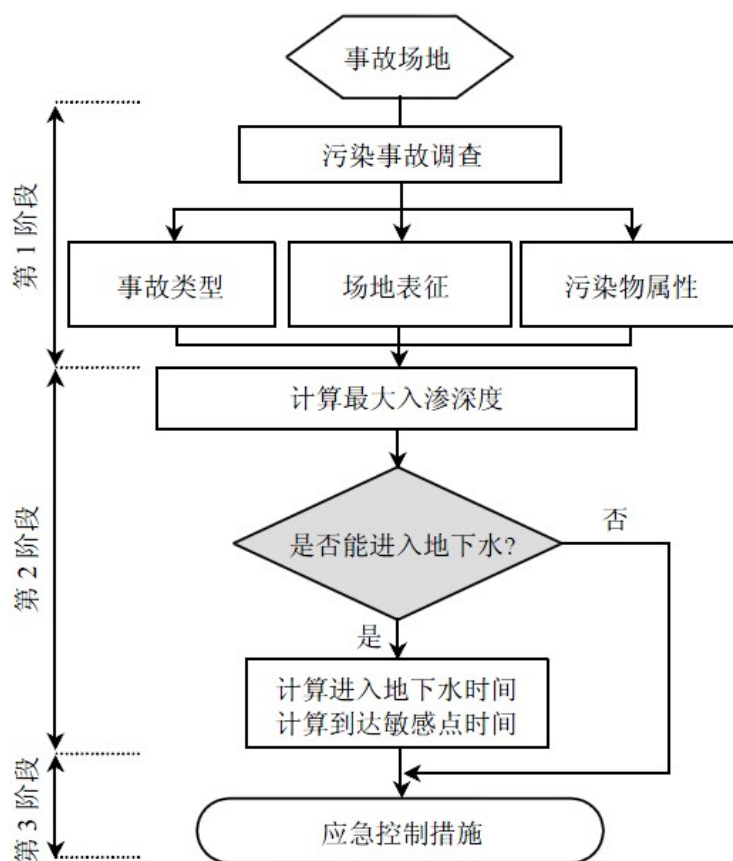 事故场地
第 1 阶段
污染事故调查
事故类型
场地表征
污染物属性
第 2 阶段
计算最大入渗深度
是否能进入地下水?
否
是
计算进入地下水时间
计算到达敏感点时间
第 3 阶段
应急控制措施